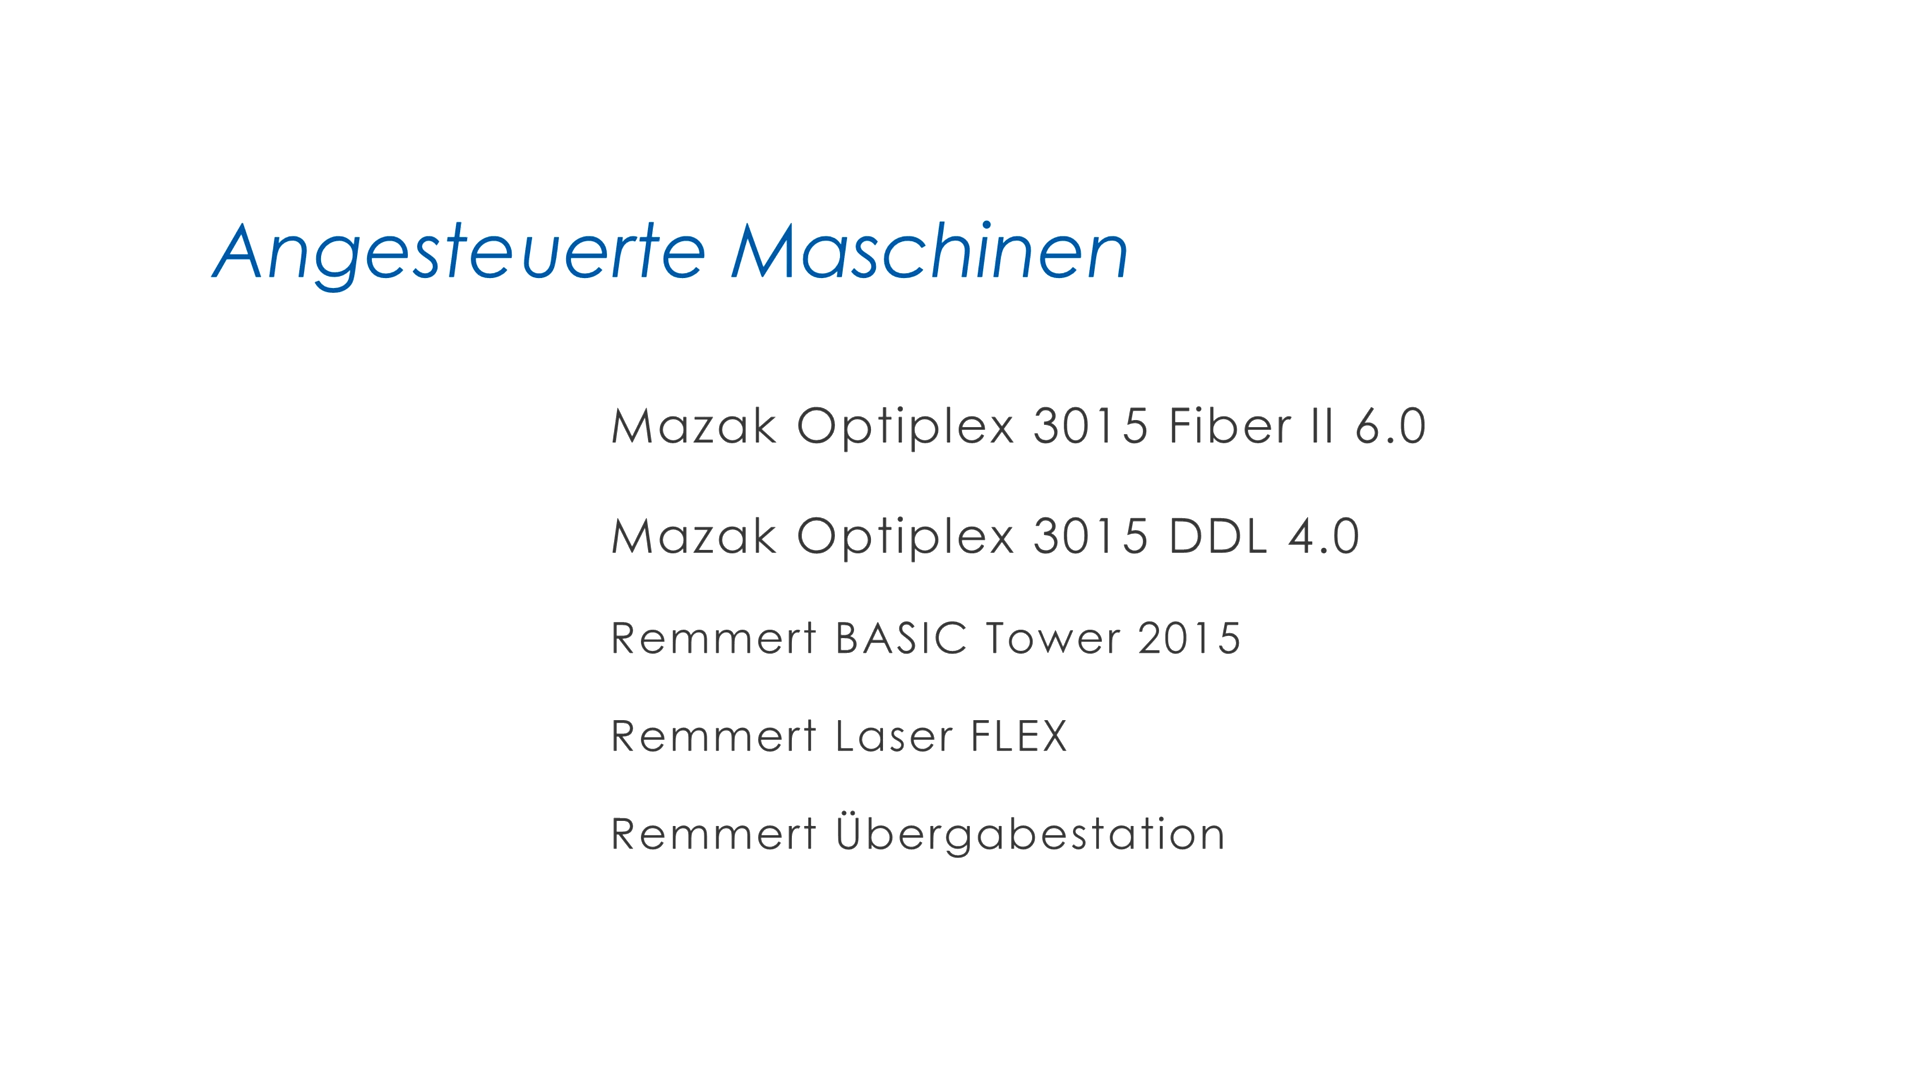 Angesteuerte Maschinen
Mazak Optiplex 3015 Fiber II 6.0
Mazak Optiplex 3015 DDL 4.0
Remmert BASIC Tower 2015
Remmert Laser FLEX
Remmert Übergabestation